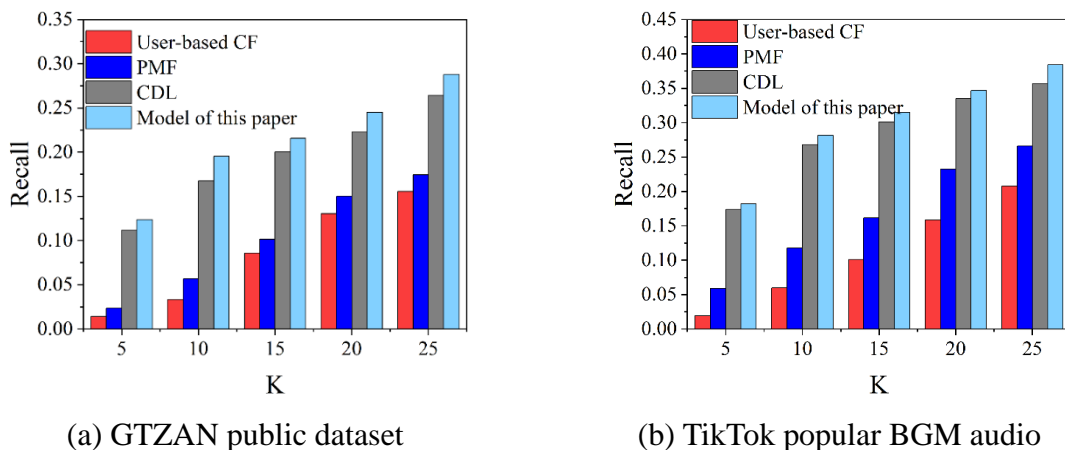 0.35
0.30
0.25
0.20
0.15
0.10
0.05
0.00
Recall
User-based CF
PMF
CDL
Model of this paper
5 10 15 20 25
K
(a) GTZAN public dataset
0.45
0.40
0.35
0.30
0.25
0.20
0.15
0.10
0.05
0.00
Recall
User-based CF
PMF
CDL
Model of this paper
5 10 15 20 25
K
(b) TikTok popular BGM audio